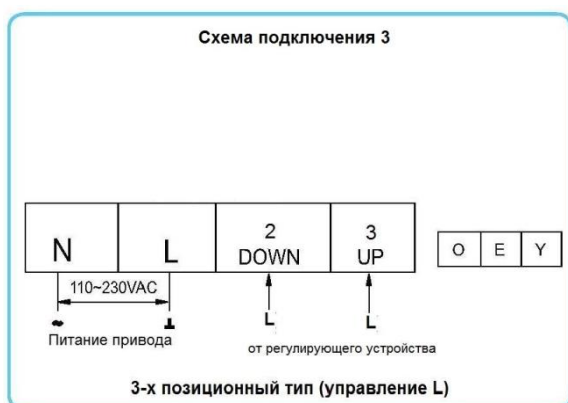 Схема подключения 3
N L 2 3
DOWN UP O E Y
110~230VAC
L L
Питание привода
от регулирующего устройства
3-х позиционный тип (управление L)